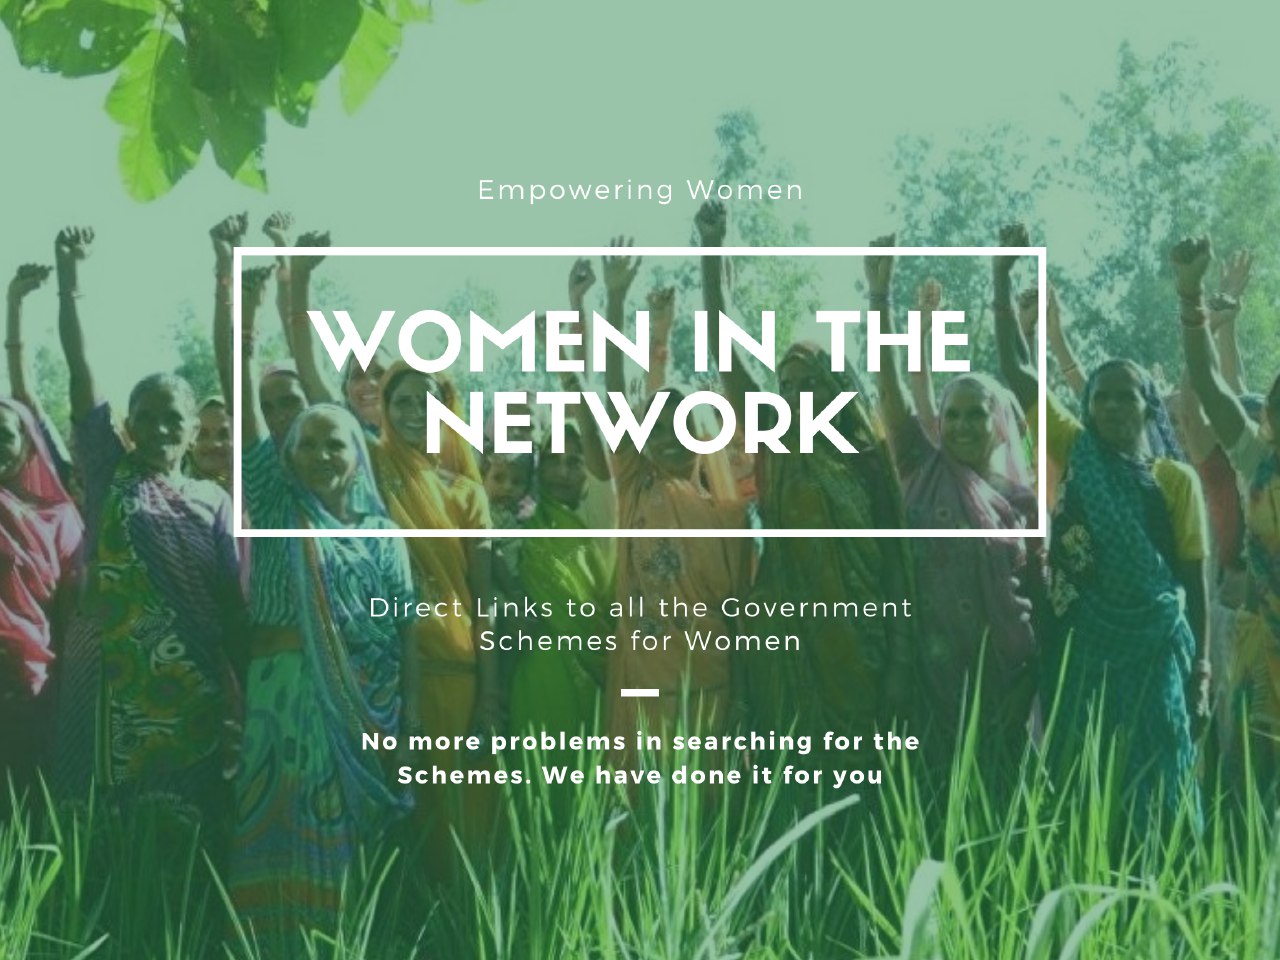 Empowering Women
WOMEN IN THE
NETWORK
Direct Links to all the Government
Schemes for Women
No more problems in searching for the
Schemes. We have done it for you